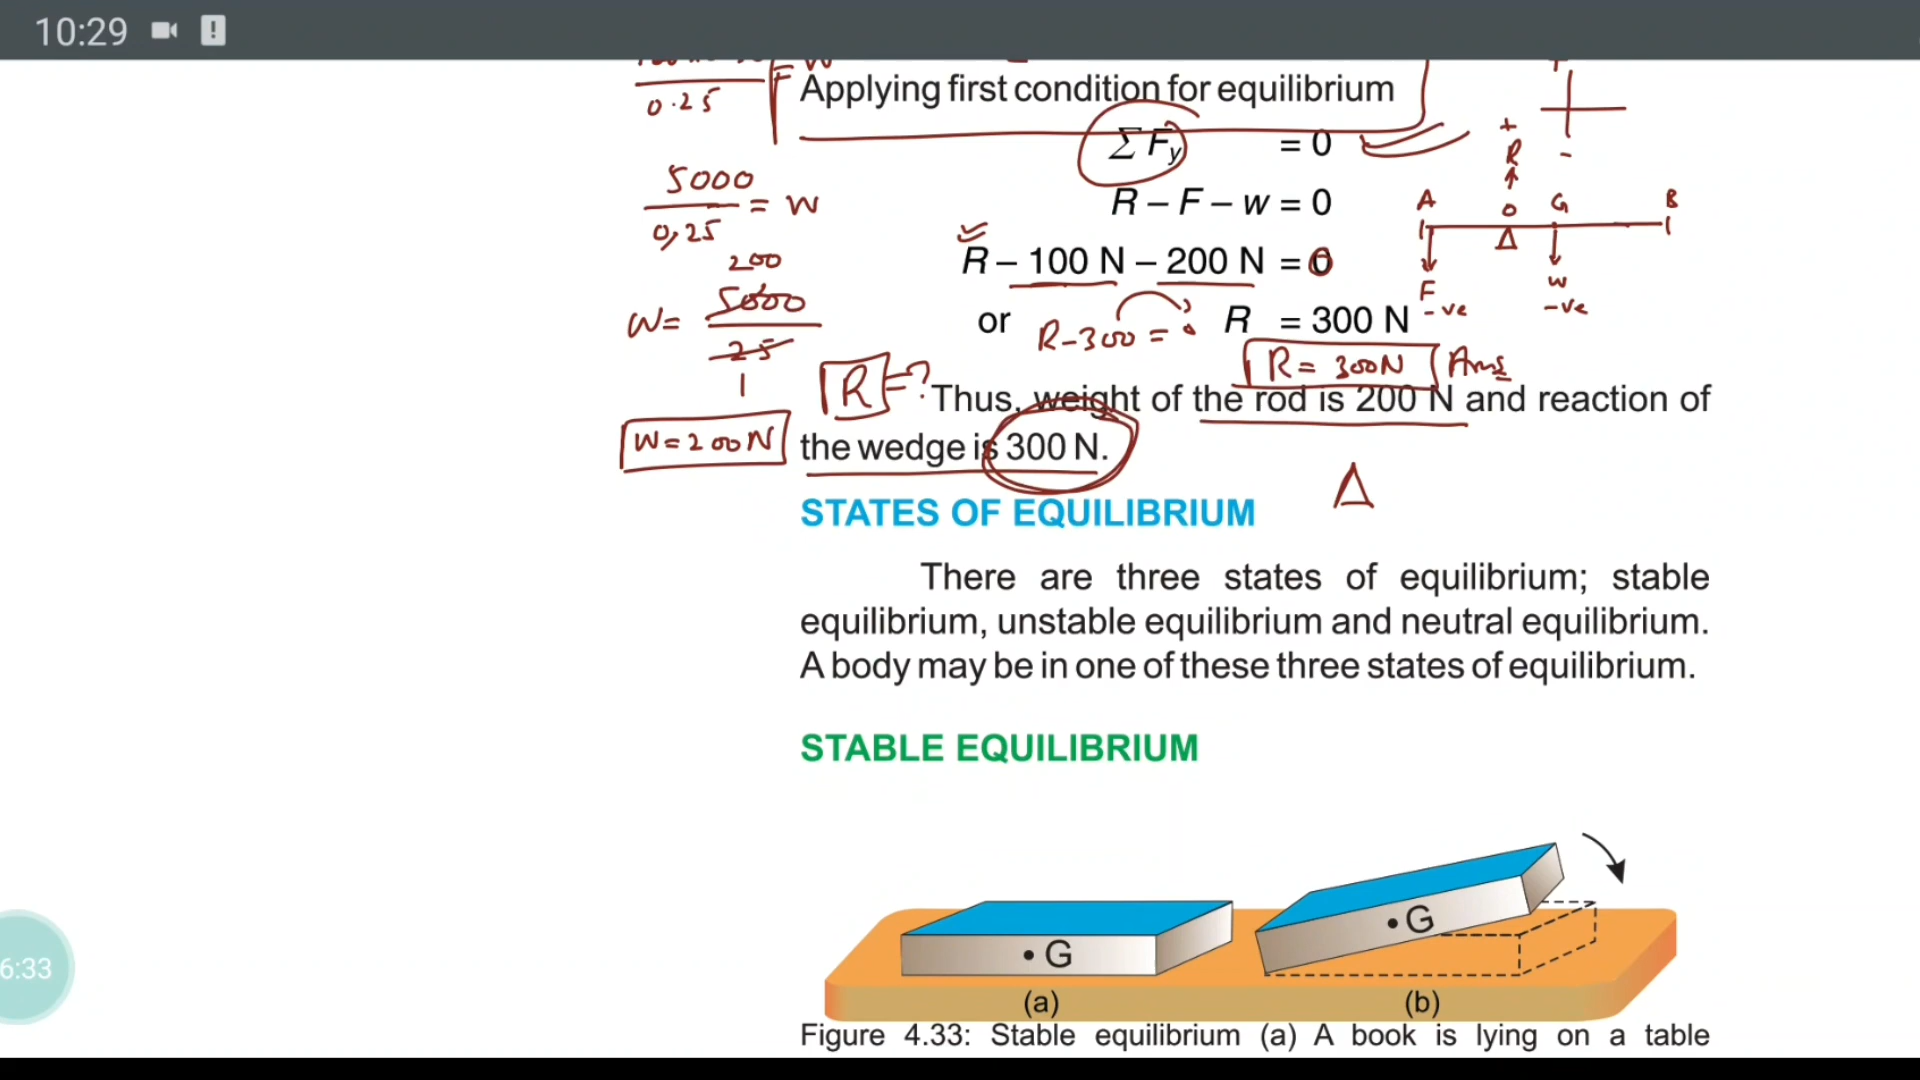 10:29
0.25
F W
Applying first condition for equilibrium
Σ Fy = 0
R – F – w = 0
R – 100 N – 200 N = 0
or R = 300 N
R-300 = 0
R = 300N Ans
5000
0,25
= W
200
W = 5000
25
1
W = 200N
R = ?
+
-
+
R
A O G B
F
-ve
W
-ve
Thus, weight of the rod is 200 N and reaction of
the wedge is 300 N.
STATES OF EQUILIBRIUM
There are three states of equilibrium; stable
equilibrium, unstable equilibrium and neutral equilibrium.
A body may be in one of these three states of equilibrium.
STABLE EQUILIBRIUM
G
G
(a)
(b)
Figure 4.33: Stable equilibrium (a) A book is lying on a table
6:33